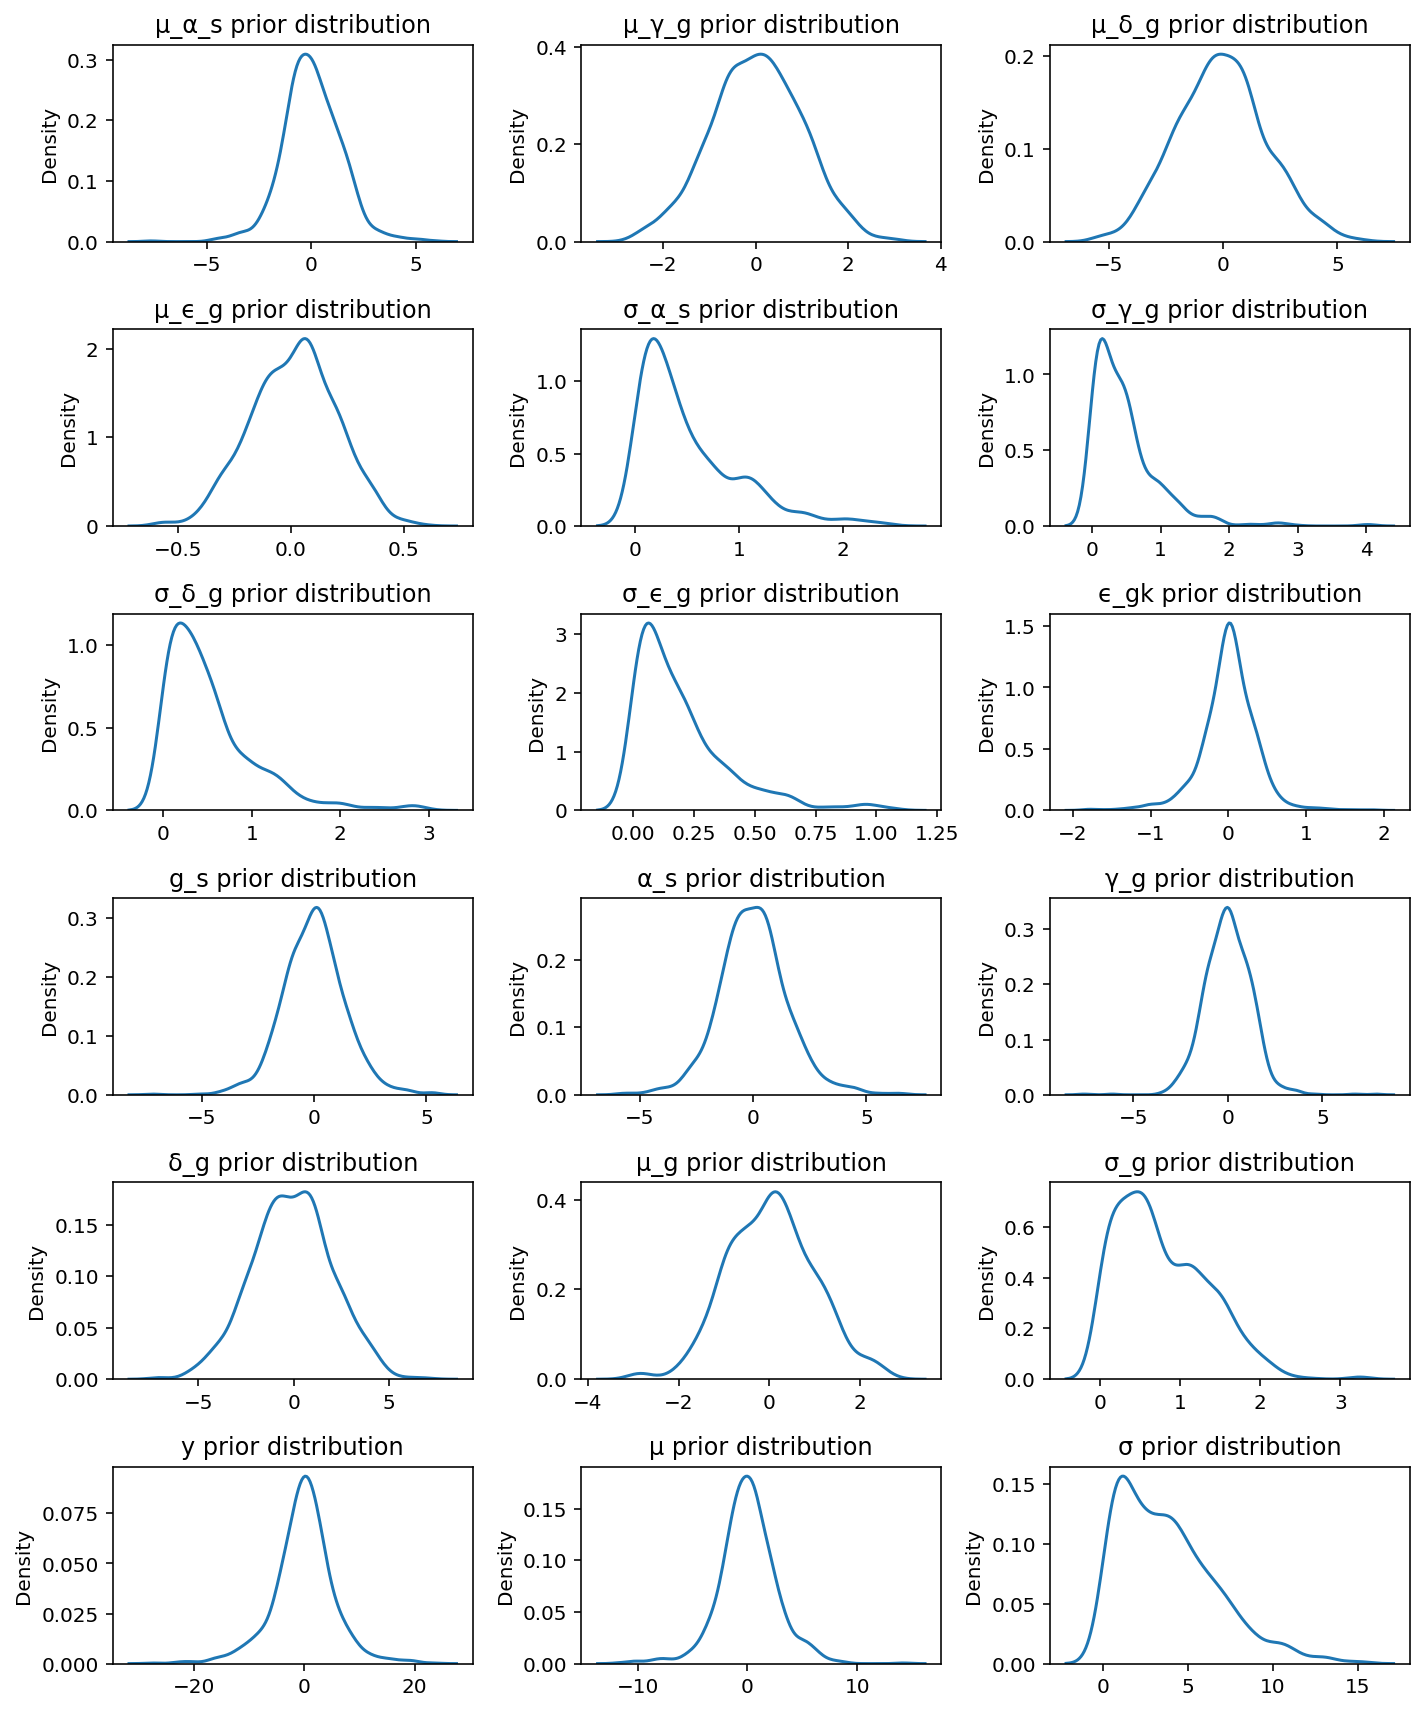 μ_α_s prior distribution
Density
0.3
0.2
0.1
0.0
−5 0 5
μ_γ_g prior distribution
Density
0.4
0.2
0.0
−2 0 2 4
μ_δ_g prior distribution
Density
0.2
0.1
0.0
−5 0 5
μ_ϵ_g prior distribution
Density
2
1
0
−0.5 0.0 0.5
σ_α_s prior distribution
Density
1.0
0.5
0.0
0 1 2
σ_γ_g prior distribution
Density
1.0
0.5
0.0
0 1 2 3 4
σ_δ_g prior distribution
Density
1.0
0.5
0.0
0 1 2 3
σ_ϵ_g prior distribution
Density
3
2
1
0
0.00 0.25 0.50 0.75 1.00 1.25
ϵ_gk prior distribution
Density
1.5
1.0
0.5
0.0
−2 −1 0 1 2
g_s prior distribution
Density
0.3
0.2
0.1
0.0
−5 0 5
α_s prior distribution
Density
0.2
0.1
0.0
−5 0 5
γ_g prior distribution
Density
0.3
0.2
0.1
0.0
−5 0 5
δ_g prior distribution
Density
0.15
0.10
0.05
0.00
−5 0 5
μ_g prior distribution
Density
0.4
0.2
0.0
−4 −2 0 2
σ_g prior distribution
Density
0.6
0.4
0.2
0.0
0 1 2 3
y prior distribution
Density
0.075
0.050
0.025
0.000
−20 0 20
μ prior distribution
Density
0.15
0.10
0.05
0.00
−10 0 10
σ prior distribution
Density
0.15
0.10
0.05
0.00
0 5 10 15